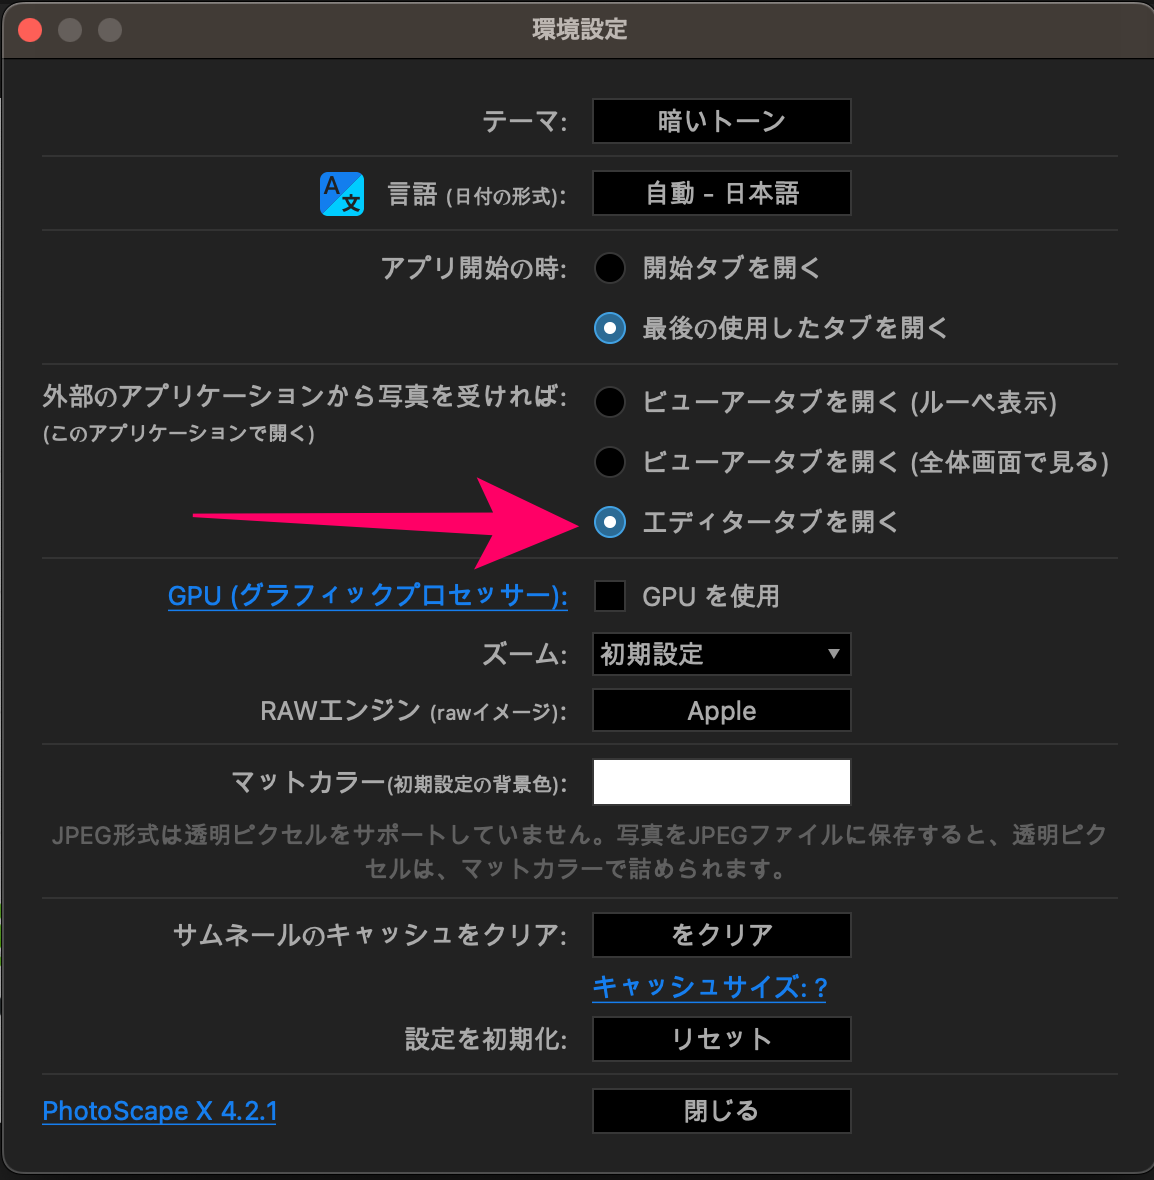 環境設定
テーマ: 暗いトーン
A文 言語 (日付の形式): 自動 - 日本語
アプリ開始の時: 開始タブを開く
最後の使用したタブを開く
外部のアプリケーションから写真を受ければ: ビューアータブを開く (ルーペ表示)
(このアプリケーションで開く)
ビューアータブを開く (全体画面で見る)
エディタータブを開く
GPU (グラフィックプロセッサー): GPU を使用
ズーム: 初期設定
RAWエンジン (rawイメージ): Apple
マットカラー(初期設定の背景色):
JPEG形式は透明ピクセルをサポートしていません。写真をJPEGファイルに保存すると、透明ピク
セルは、マットカラーで詰められます。
サムネールのキャッシュをクリア: をクリア
キャッシュサイズ: ?
設定を初期化: リセット
PhotoScape X 4.2.1 閉じる